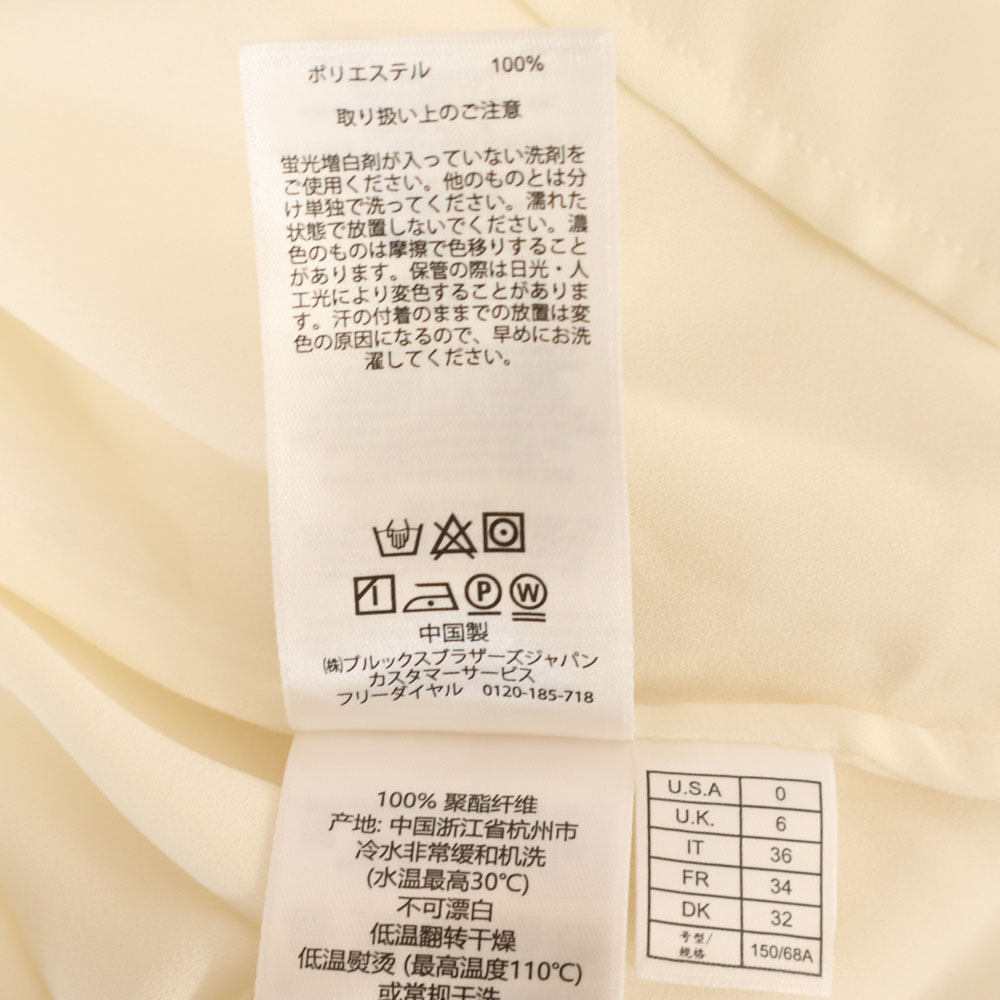 ポリエステル 100%
取り扱い上のご注意
蛍光増白剤が入っていない洗剤を
ご使用ください。他のものとは分
け単独で洗ってください。濡れた
状態で放置しないでください。濃
色のものは摩擦で色移りすること
があります。保管の際は日光・人
工光により変色することがありま
す。汗の付着のままでの放置は変
色の原因になるので、早めにお洗
濯してください。
P W
中国製
㈱ブルックスブラザーズジャパン
カスタマーサービス
フリーダイヤル 0120-185-718
100% 聚酯纤维
产地: 中国浙江省杭州市
冷水非常缓和机洗
(水温最高30℃)
不可漂白
低温翻转干燥
低温熨烫 (最高温度110℃)
或常规干洗
U.S.A 0
U.K. 6
IT 36
FR 34
DK 32
号型/
规格 150/68A